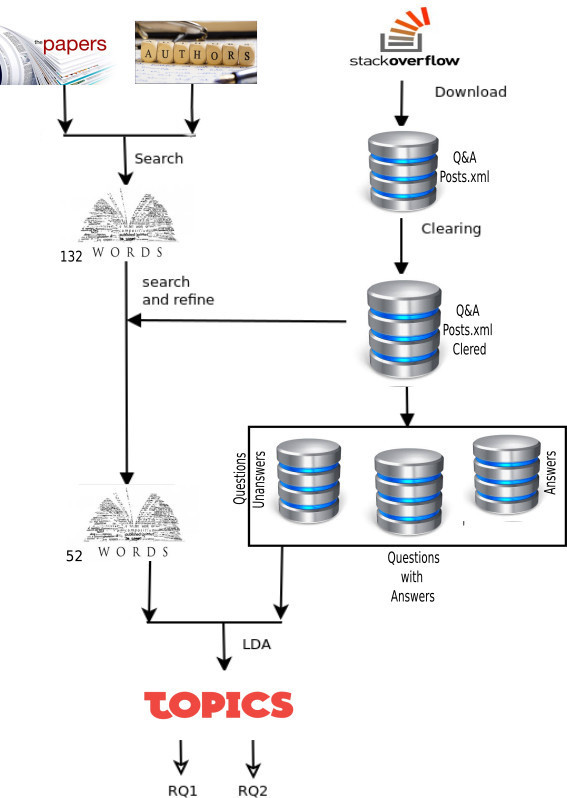 the papers
AUTHORS
stackoverflow
Download
Search
Q&A
Posts.xml
132 WORDS
Clearing
search
and refine
Q&A
Posts.xml
Clered
Questions
Unanswers
Answers
52 WORDS
Questions
with
Answers
LDA
TOPICS
RQ1 RQ2